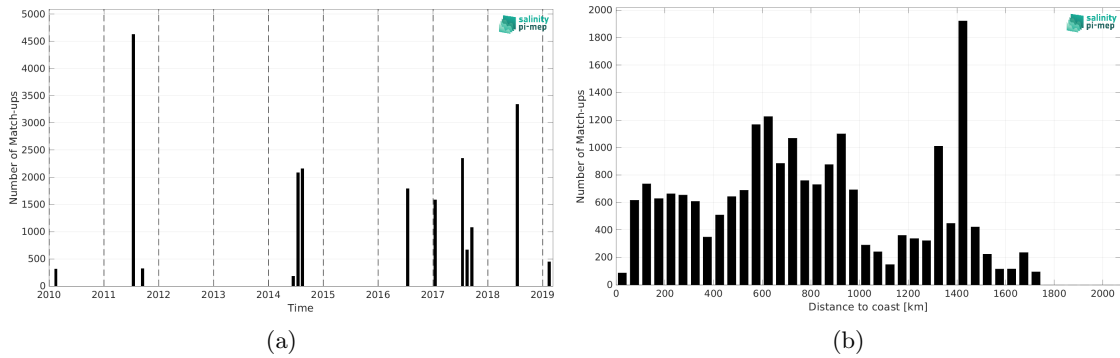 5000
4500
4000
3500
3000
2500
2000
1500
1000
500
0
Number of Match-ups
2010 2011 2012 2013 2014 2015 2016 2017 2018 2019
Time
salinity
pi-mep
(a)
2000
1800
1600
1400
1200
1000
800
600
400
200
0
Number of Match-ups
0 200 400 600 800 1000 1200 1400 1600 1800 2000
Distance to coast [km]
salinity
pi-mep
(b)